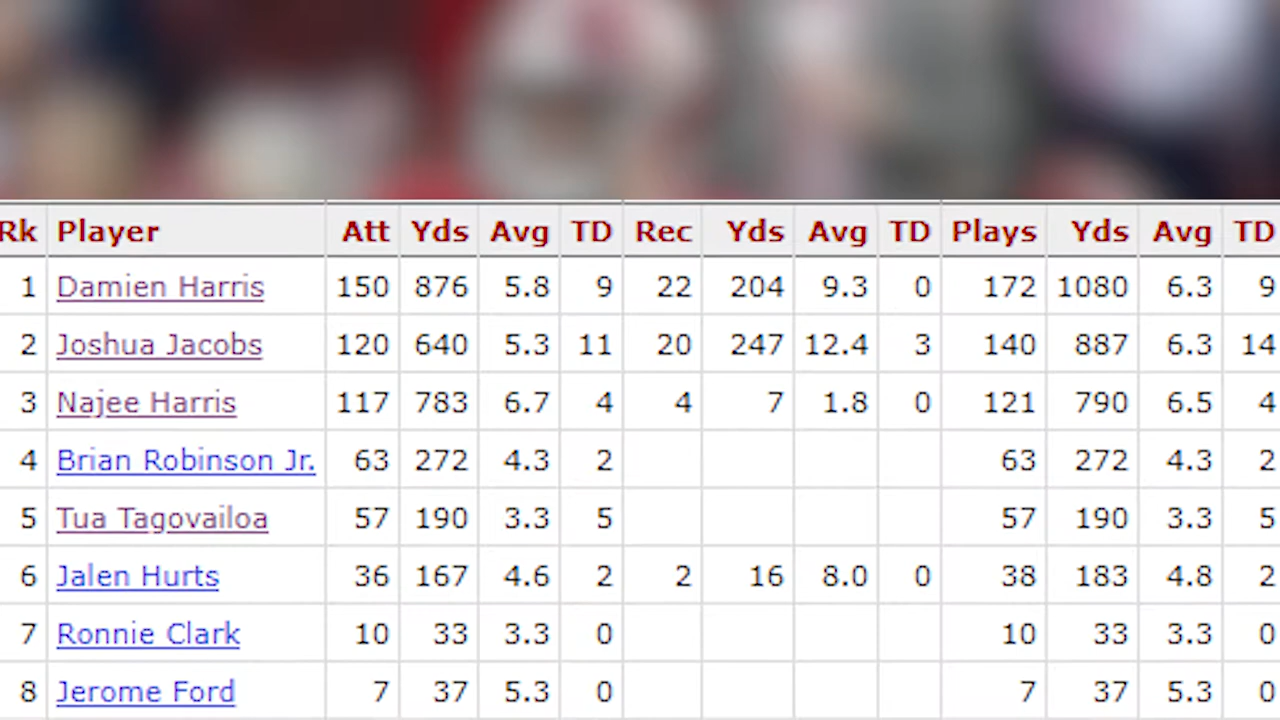 Rk Player Att Yds Avg TD Rec Yds Avg TD Plays Yds Avg TD
1 Damien Harris 150 876 5.8 9 22 204 9.3 0 172 1080 6.3 9
2 Joshua Jacobs 120 640 5.3 11 20 247 12.4 3 140 887 6.3 14
3 Najee Harris 117 783 6.7 4 4 7 1.8 0 121 790 6.5 4
4 Brian Robinson Jr. 63 272 4.3 2 63 272 4.3 2
5 Tua Tagovailoa 57 190 3.3 5 57 190 3.3 5
6 Jalen Hurts 36 167 4.6 2 2 16 8.0 0 38 183 4.8 2
7 Ronnie Clark 10 33 3.3 0 10 33 3.3 0
8 Jerome Ford 7 37 5.3 0 7 37 5.3 0